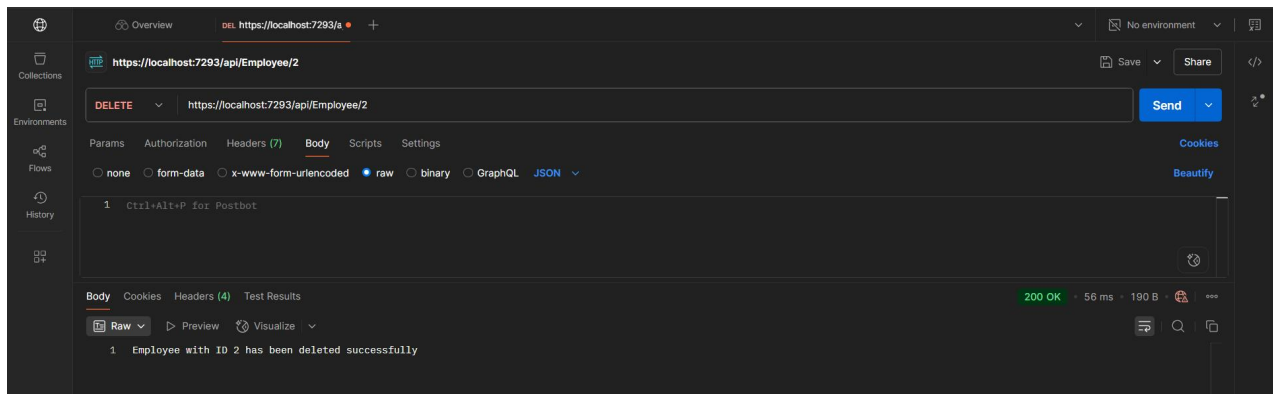 Overview
DEL https://localhost:7293/a
No environment
Collections
Environments
Flows
History
HTTP https://localhost:7293/api/Employee/2
Save Share
DELETE https://localhost:7293/api/Employee/2 Send
Params Authorization Headers (7) Body Scripts Settings Cookies
none form-data x-www-form-urlencoded raw binary GraphQL JSON Beautify
1 Ctrl+Alt+P for Postbot
Body Cookies Headers (4) Test Results 200 OK 56 ms 190 B
Raw Preview Visualize
1 Employee with ID 2 has been deleted successfully